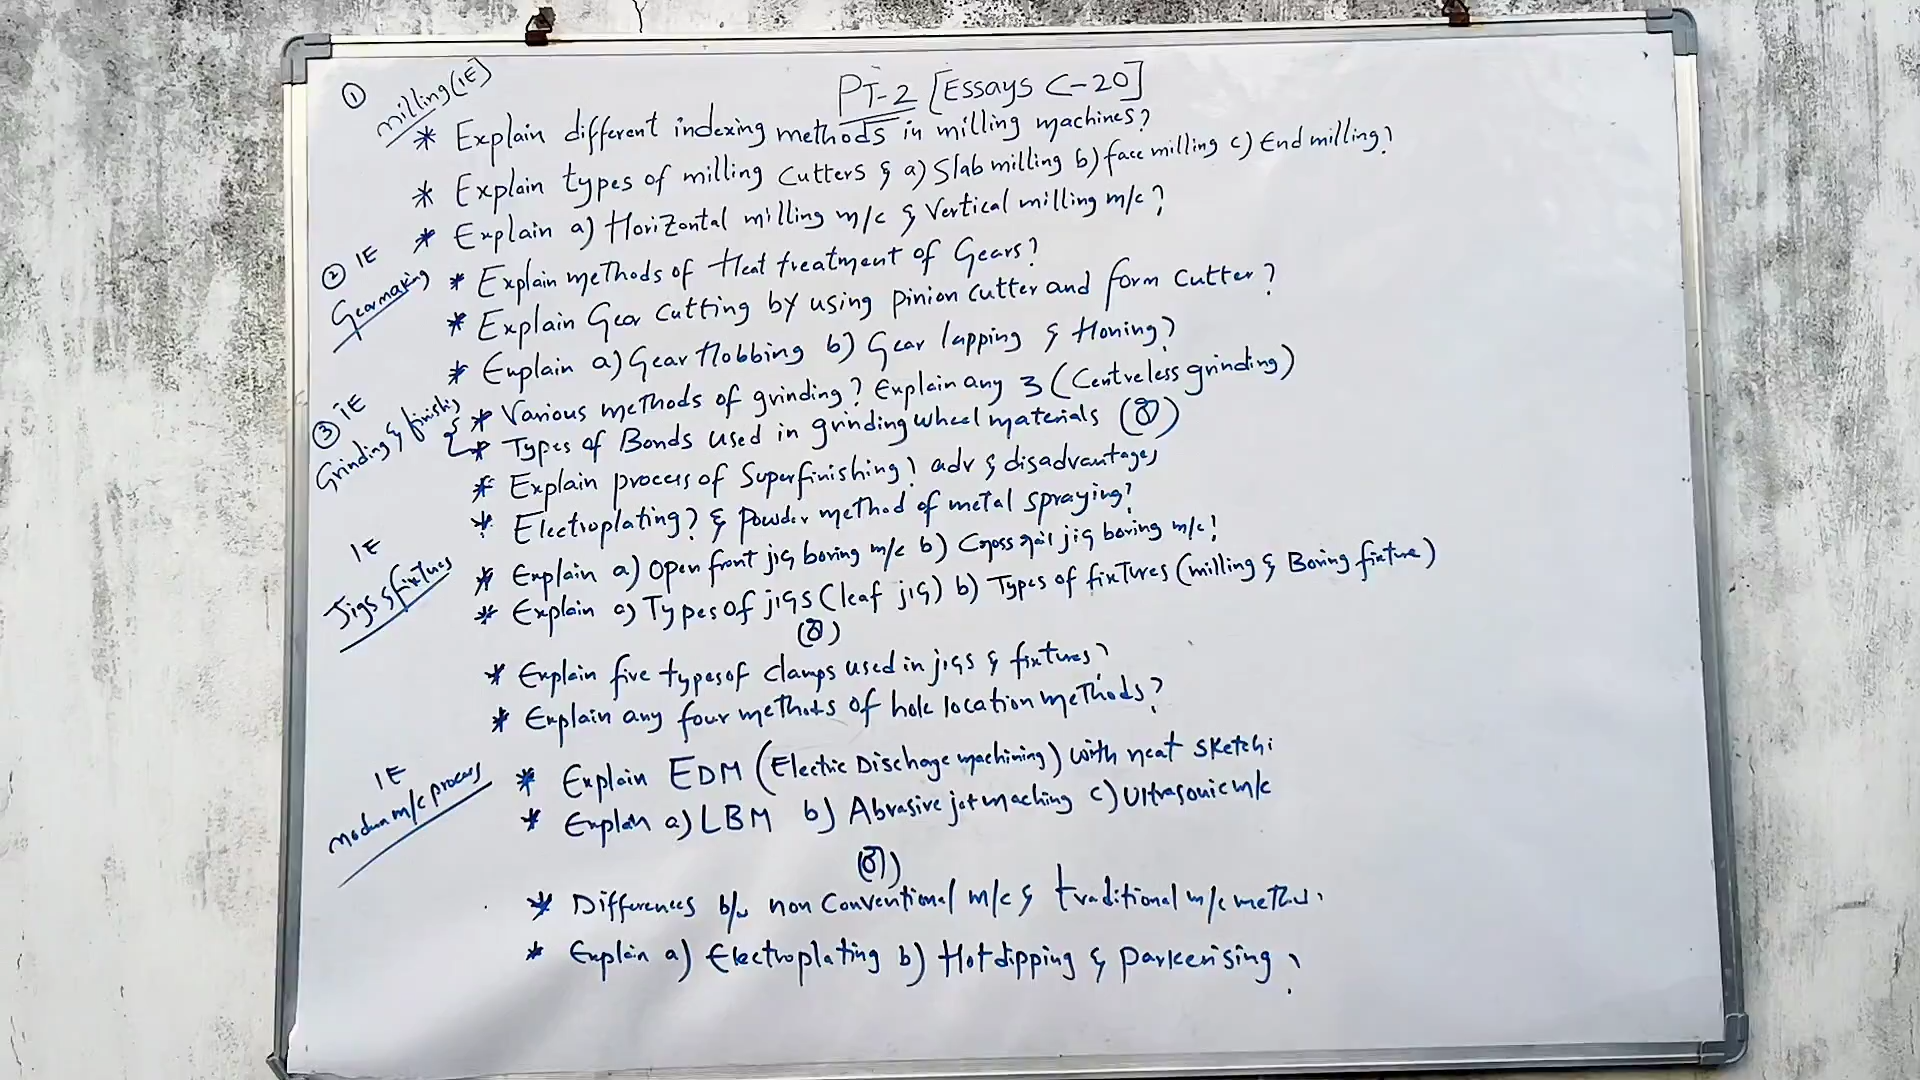 PT-2 [Essays C-20]
① milling (IE)
* Explain different indexing methods in milling machines?
* Explain types of milling cutters & a) Slab milling b) face milling c) End milling?
* Explain a) Horizontal milling m/c & Vertical milling m/c?
② IE
Gear making
* Explain methods of Heat treatment of Gears?
* Explain Gear Cutting by using pinion cutter and form cutter?
* Explain a) Gear Hobbing b) Gear lapping & Honing?
③ IE
Grinding & finishing
* Various methods of grinding? Explain any 3 (Centreless grinding)
* Types of Bonds used in grinding wheel materials (8)
* Explain process of Superfinishing? adv & disadvantages
* Electroplating? & powder method of metal spraying?
IE
Jigs & fixtures
* Explain a) Open front jig boring m/c b) Cross rail jig boring m/c?
* Explain a) Types of jigs (leaf jig) b) Types of fixtures (milling & Boring fixture)
(8)
* Explain five types of clamps used in jigs & fixtures?
* Explain any four methods of hole location methods?
IE
modern m/c process
* Explain EDM (Electric Discharge machining) with neat sketch:
* Explain a) LBM b) Abrasive jet maching c) Ultrasonic m/c
(8)
* Differences b/w non Conventional m/c & traditional m/c
* Explain a) Electroplating b) Hot dipping & parkerising?